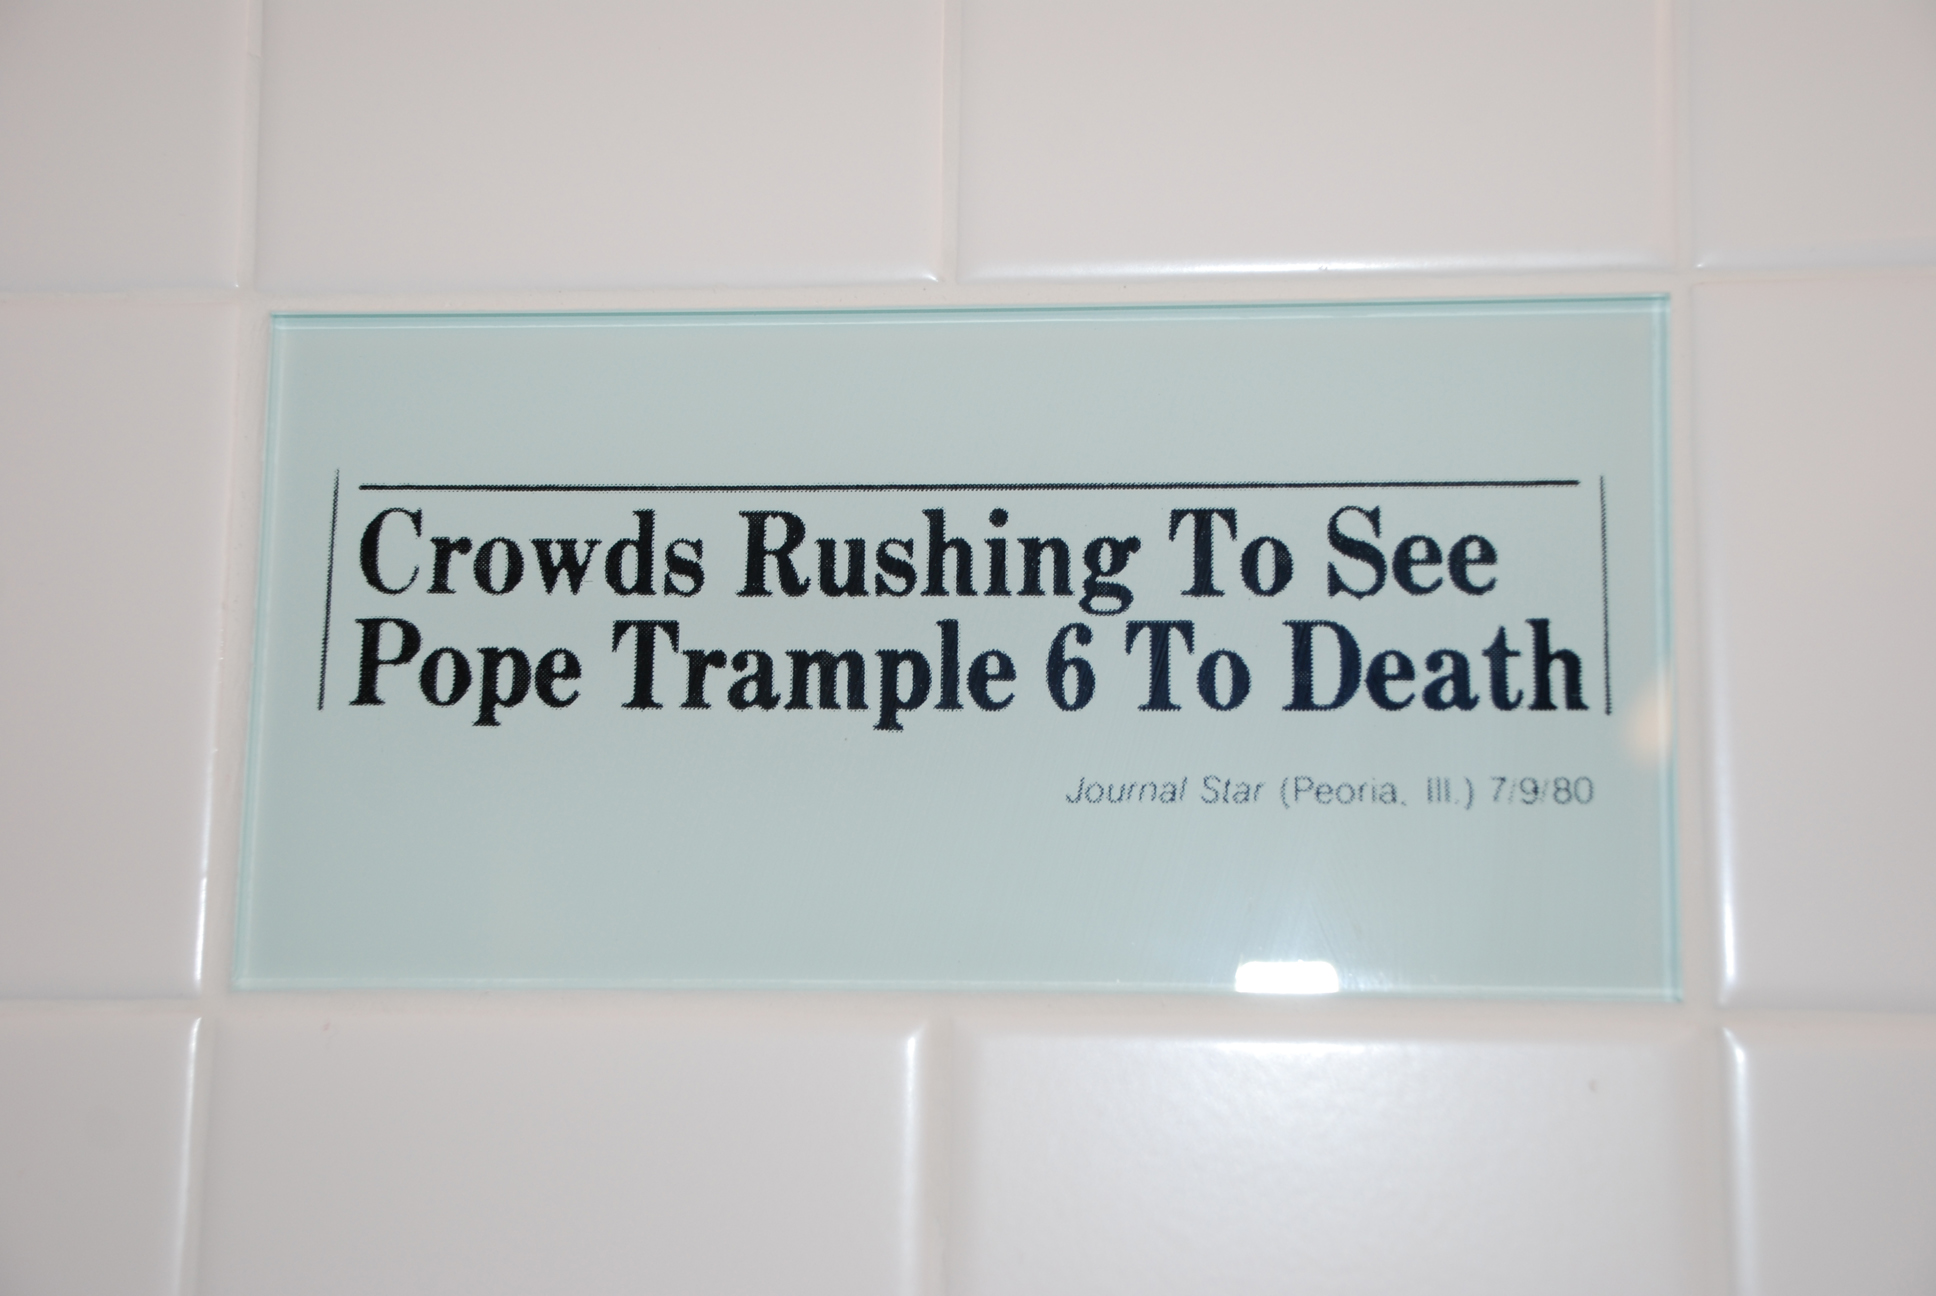 Crowds Rushing To See
Pope Trample 6 To Death
Journal Star (Peoria, Ill.) 7/9/80